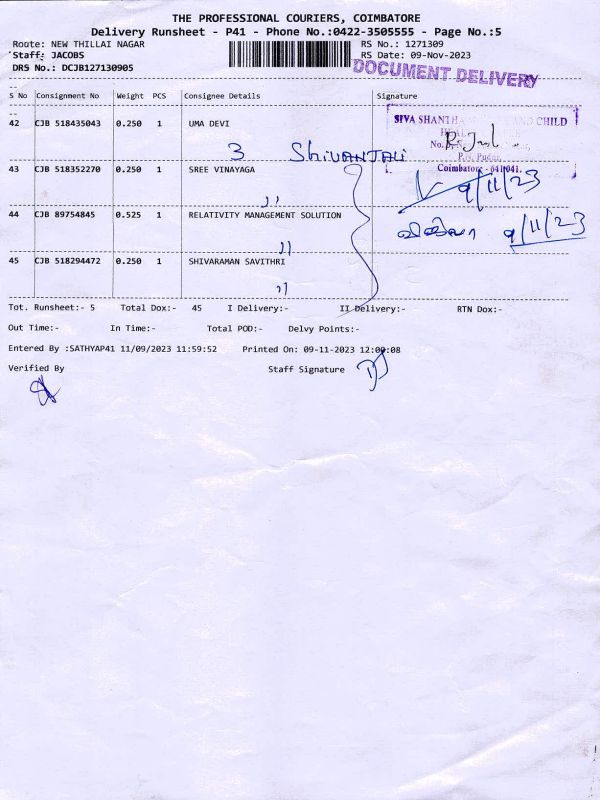 THE PROFESSIONAL COURIERS, COIMBATORE
Delivery Runsheet - P41 - Phone No.:0422-3505555 - Page No.:5
Route: NEW THILLAI NAGAR RS No.: 1271309
Staff: JACOBS RS Date: 09-Nov-2023
DRS No.: DCJB127130905 DOCUMENT DELIVERY
S No Consignment No Weight PCS Consignee Details Signature
42 CJB 518435043 0.250 1 UMA DEVI
SIVA SHANTHA AND CHILD
3 Shivanjali
P.O. Pudur,
Coimbatore - 641 041.
43 CJB 518352270 0.250 1 SREE VINAYAGA
9/11/23
44 CJB 89754845 0.525 1 RELATIVITY MANAGEMENT SOLUTION
9/11/23
45 CJB 518294472 0.250 1 SHIVARAMAN SAVITHRI
Tot. Runsheet:- 5 Total Dox:- 45 I Delivery:- II Delivery:- RTN Dox:-
Out Time:- In Time:- Total POD:- Delvy Points:-
Entered By :SATHYAP41 11/09/2023 11:59:52 Printed On: 09-11-2023 12:00:08
Verified By Staff Signature